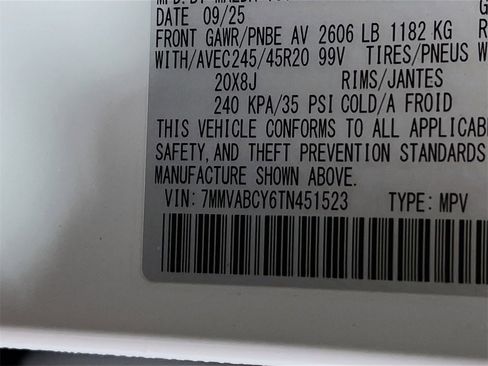 DATE 09/25
FRONT GAWR/PNBE AV 2606 LB 1182 KG
WITH/AVEC245/45R20 99V TIRES/PNEUS
20X8J RIMS/JANTES
240 KPA/35 PSI COLD/A FROID
THIS VEHICLE CONFORMS TO ALL
SAFETY, AND THEFT PREVENTION STANDARDS
MANUFACTURE SHOWN ABOVE.
VIN: 7MMVABCY6TN451523 TYPE: MPV